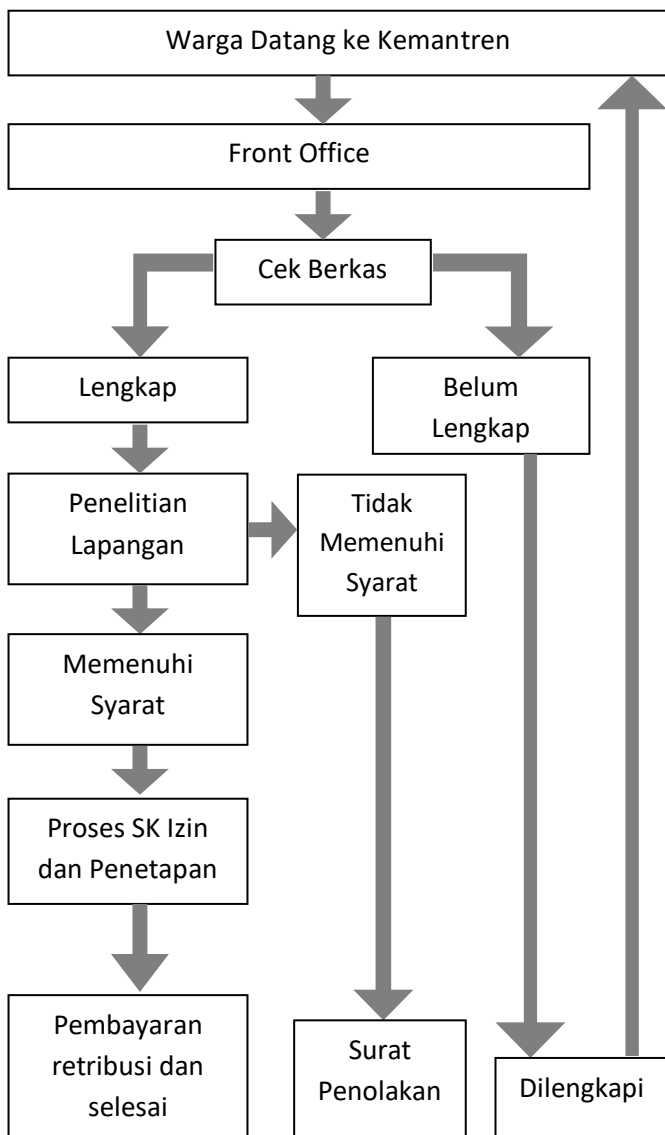 Warga Datang ke Kemantren
Front Office
Cek Berkas
Lengkap
Belum
Lengkap
Penelitian
Lapangan
Tidak
Memenuhi
Syarat
Memenuhi
Syarat
Proses SK Izin
dan Penetapan
Pembayaran
retribusi dan
selesai
Surat
Penolakan
Dilengkapi